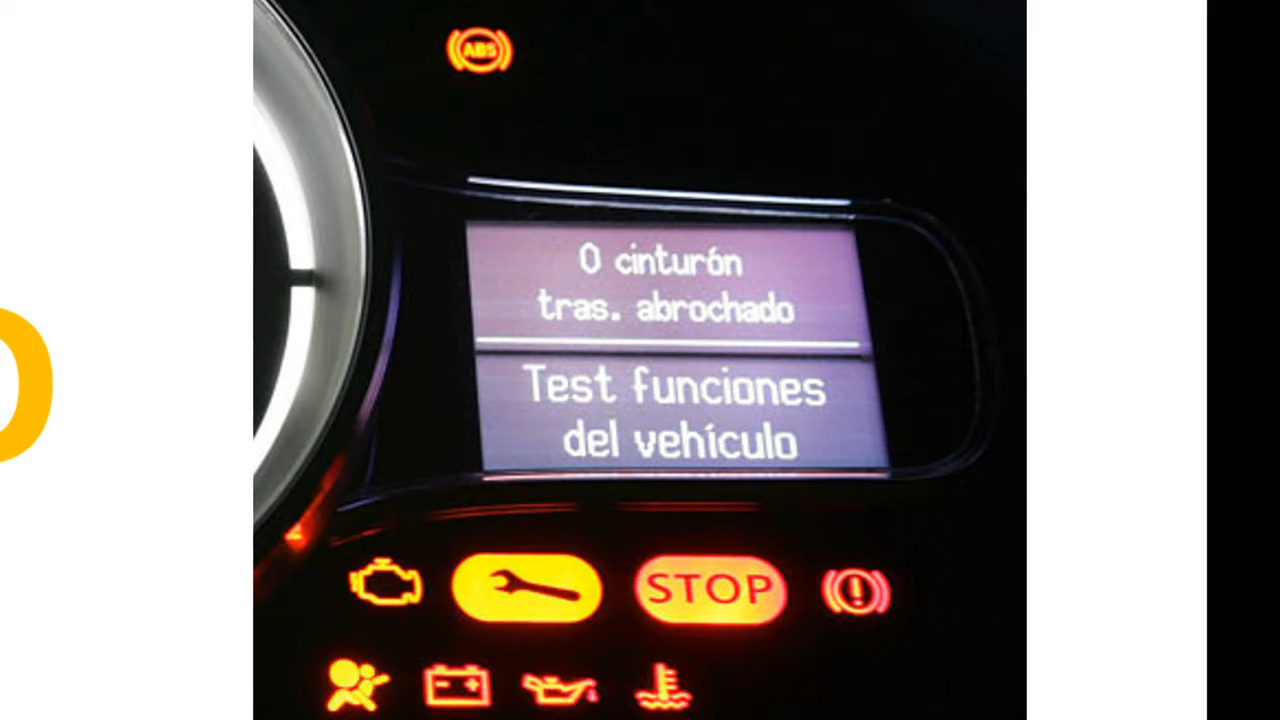 ABS
0 cinturón
tras. abrochado
Test funciones
del vehículo
STOP